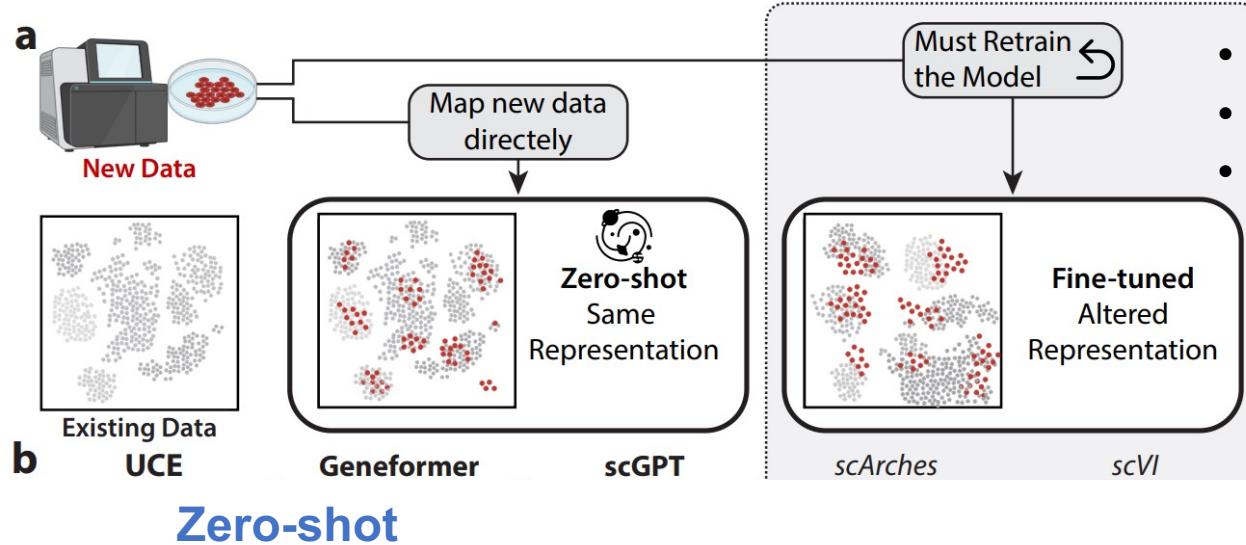 a
New Data
Map new data
directely
Must Retrain
the Model
•
•
•
Existing Data
Zero-shot
Same
Representation
Fine-tuned
Altered
Representation
b
UCE
Geneformer
scGPT
scArches
scVI
Zero-shot